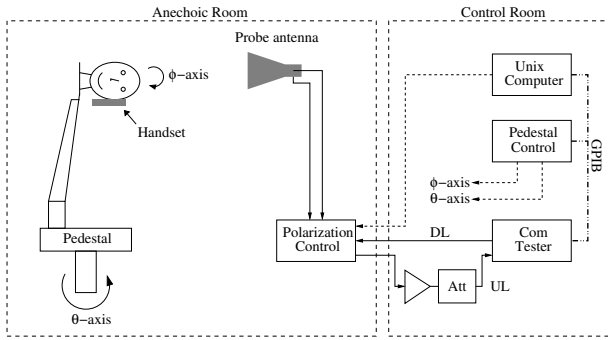 Anechoic Room
Control Room
Probe antenna
φ−axis
Handset
Unix
Computer
Pedestal
Control
GPIB
φ−axis
θ−axis
Pedestal
Polarization
Control
DL
Com
Tester
Att
UL
θ−axis